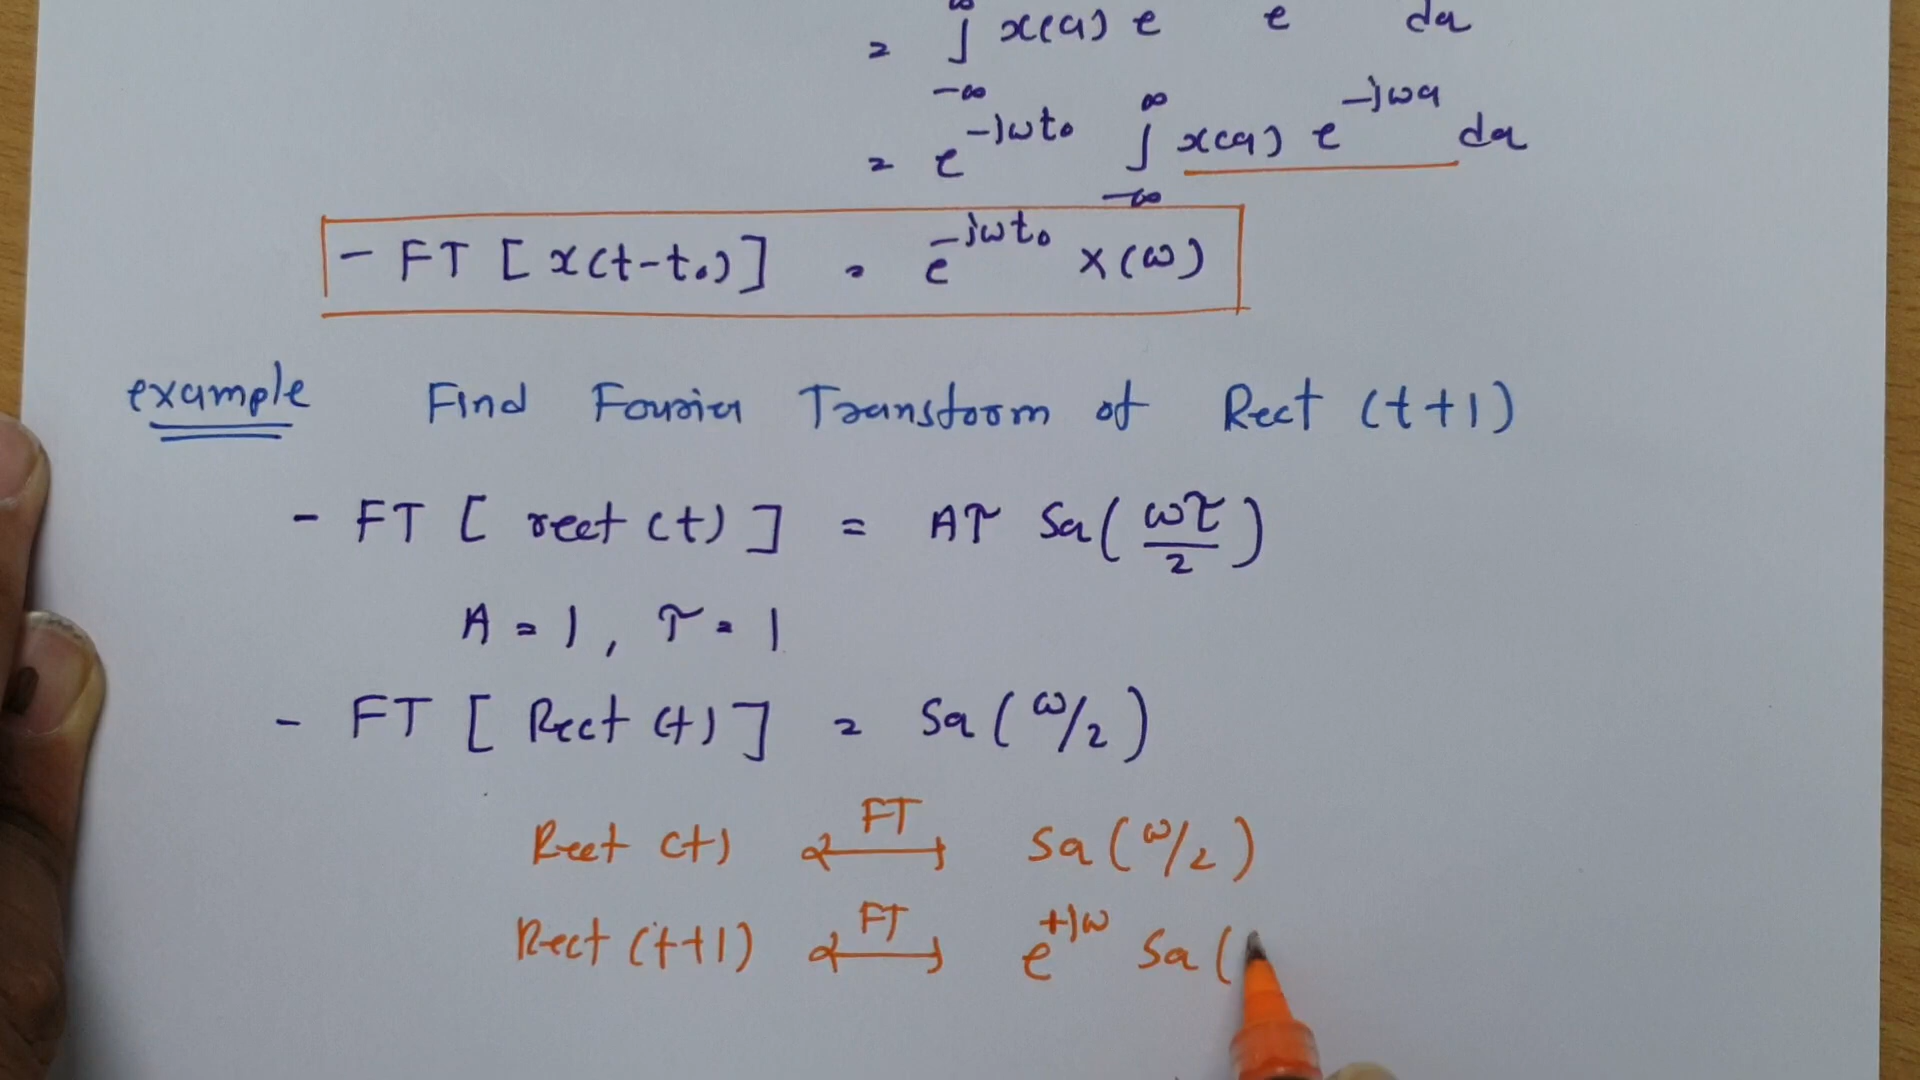 = ∫ x(a) e e da
-∞
= e^-jωt₀ ∫_-∞^∞ x(a) e^-jωa da
- FT [x(t-t₀)] = e^-jωt₀ X(ω)
example Find Fourier Transform of Rect (t+1)
- FT [ rect (t) ] = Aτ Sa( ωτ/2 )
A = 1, τ = 1
- FT [ Rect (t) ] = Sa ( ω/2 )
Rect (t) ←FT→ Sa ( ω/2 )
Rect (t+1) ←FT→ e^+jω Sa (